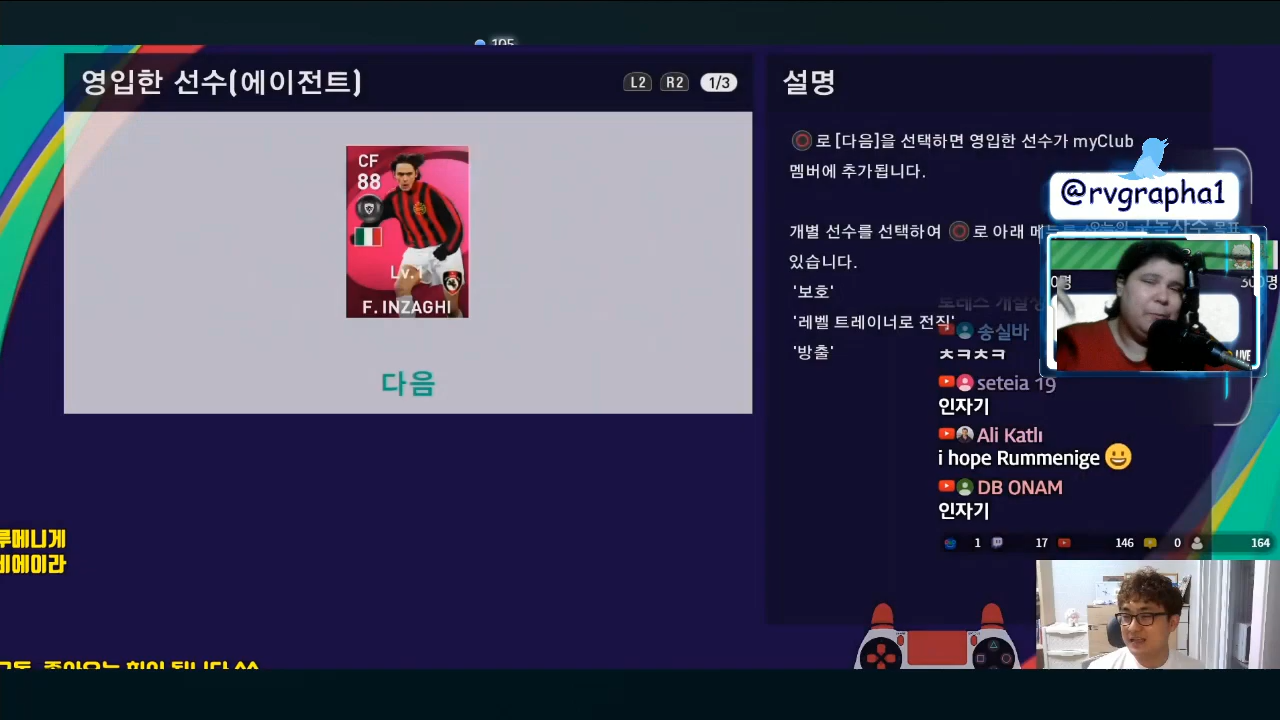 105
영입한 선수(에이전트)
L2 R2 1/3
CF
88
Lv.1
F. INZAGHI
다음
설명
로 [다음]을 선택하면 영입한 선수가 myClub
멤버에 추가됩니다.
개별 선수를 선택하여 로 아래
있습니다.
'보호'
'레벨 트레이너로 전직'
'방출'
@rvgrapha1
LIVE
송실바
ㅊㅋㅊㅋ
seteia 19
인자기
Ali Katlı
i hope Rummenige
DB ONAM
인자기
1 17 146 0 164
루메니게
비에이라